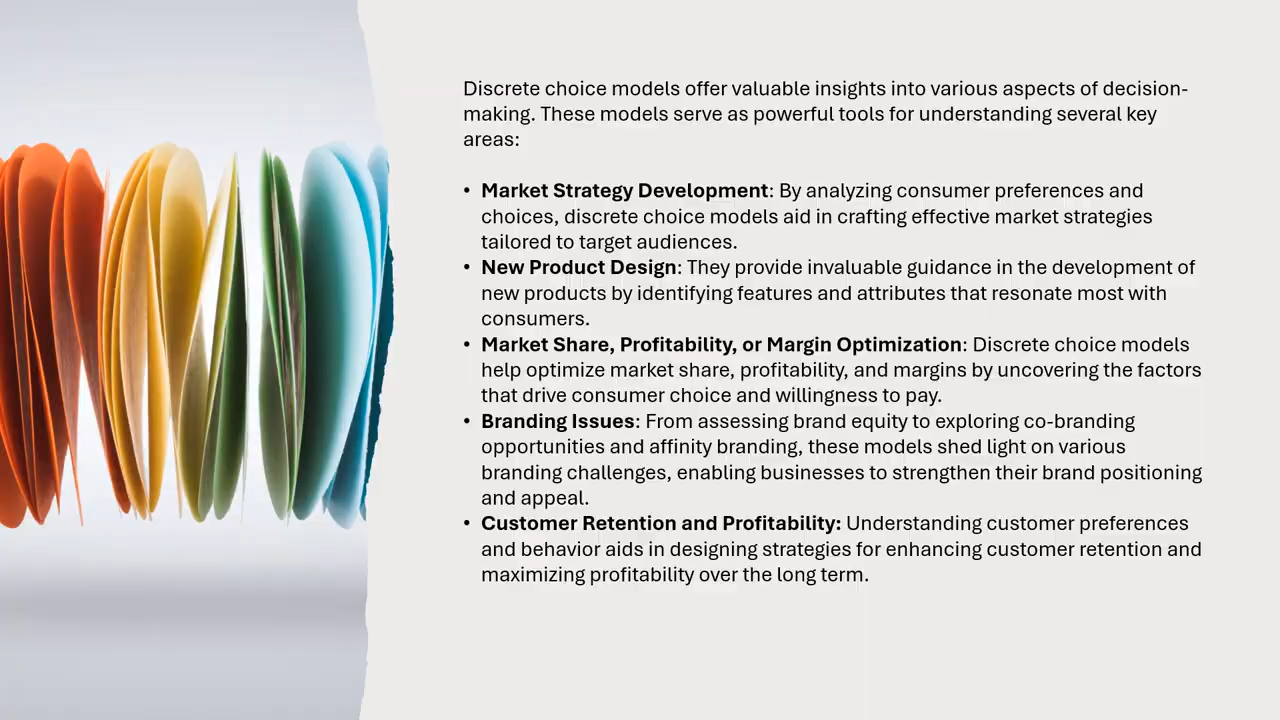 Discrete choice models offer valuable insights into various aspects of decision-
making. These models serve as powerful tools for understanding several key
areas:
• Market Strategy Development: By analyzing consumer preferences and
choices, discrete choice models aid in crafting effective market strategies
tailored to target audiences.
• New Product Design: They provide invaluable guidance in the development of
new products by identifying features and attributes that resonate most with
consumers.
• Market Share, Profitability, or Margin Optimization: Discrete choice models
help optimize market share, profitability, and margins by uncovering the factors
that drive consumer choice and willingness to pay.
• Branding Issues: From assessing brand equity to exploring co-branding
opportunities and affinity branding, these models shed light on various
branding challenges, enabling businesses to strengthen their brand positioning
and appeal.
• Customer Retention and Profitability: Understanding customer preferences
and behavior aids in designing strategies for enhancing customer retention and
maximizing profitability over the long term.